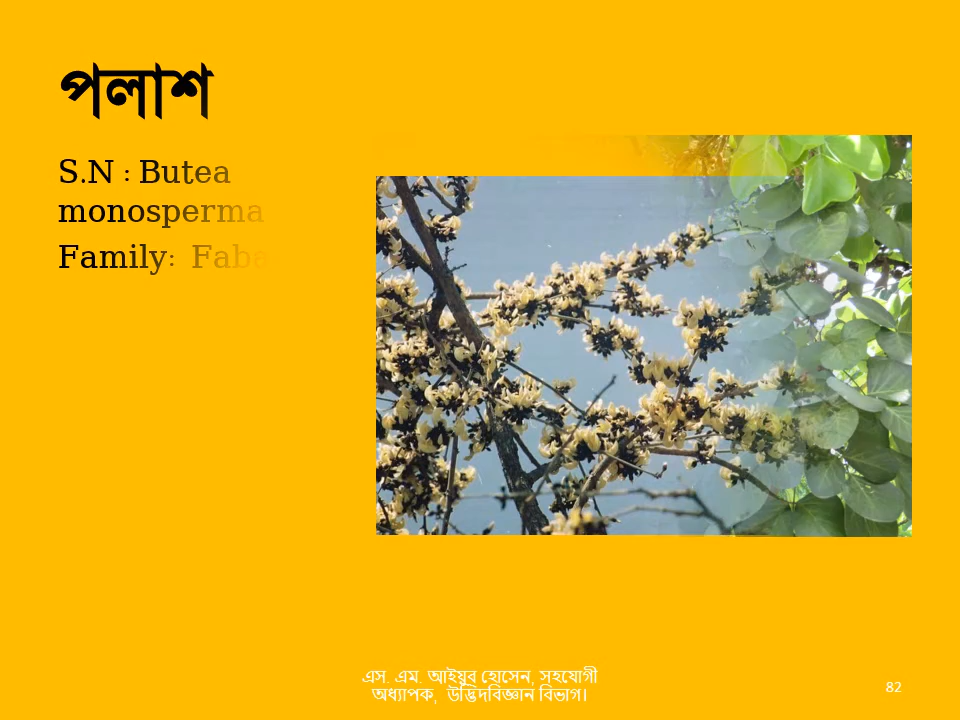 পলাশ
S.N : Butea
monosperma
Family: Faba
এস. এম. আইয়ুব হোসেন, সহযোগী
অধ্যাপক, উদ্ভিদবিজ্ঞান বিভাগ।
82